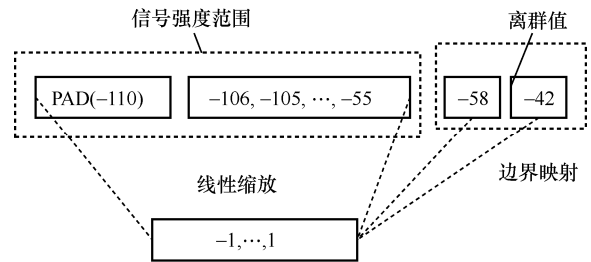 信号强度范围
离群值
PAD(–110)
–106, –105, ⋯, –55
–58
–42
线性缩放
边界映射
–1,⋯,1